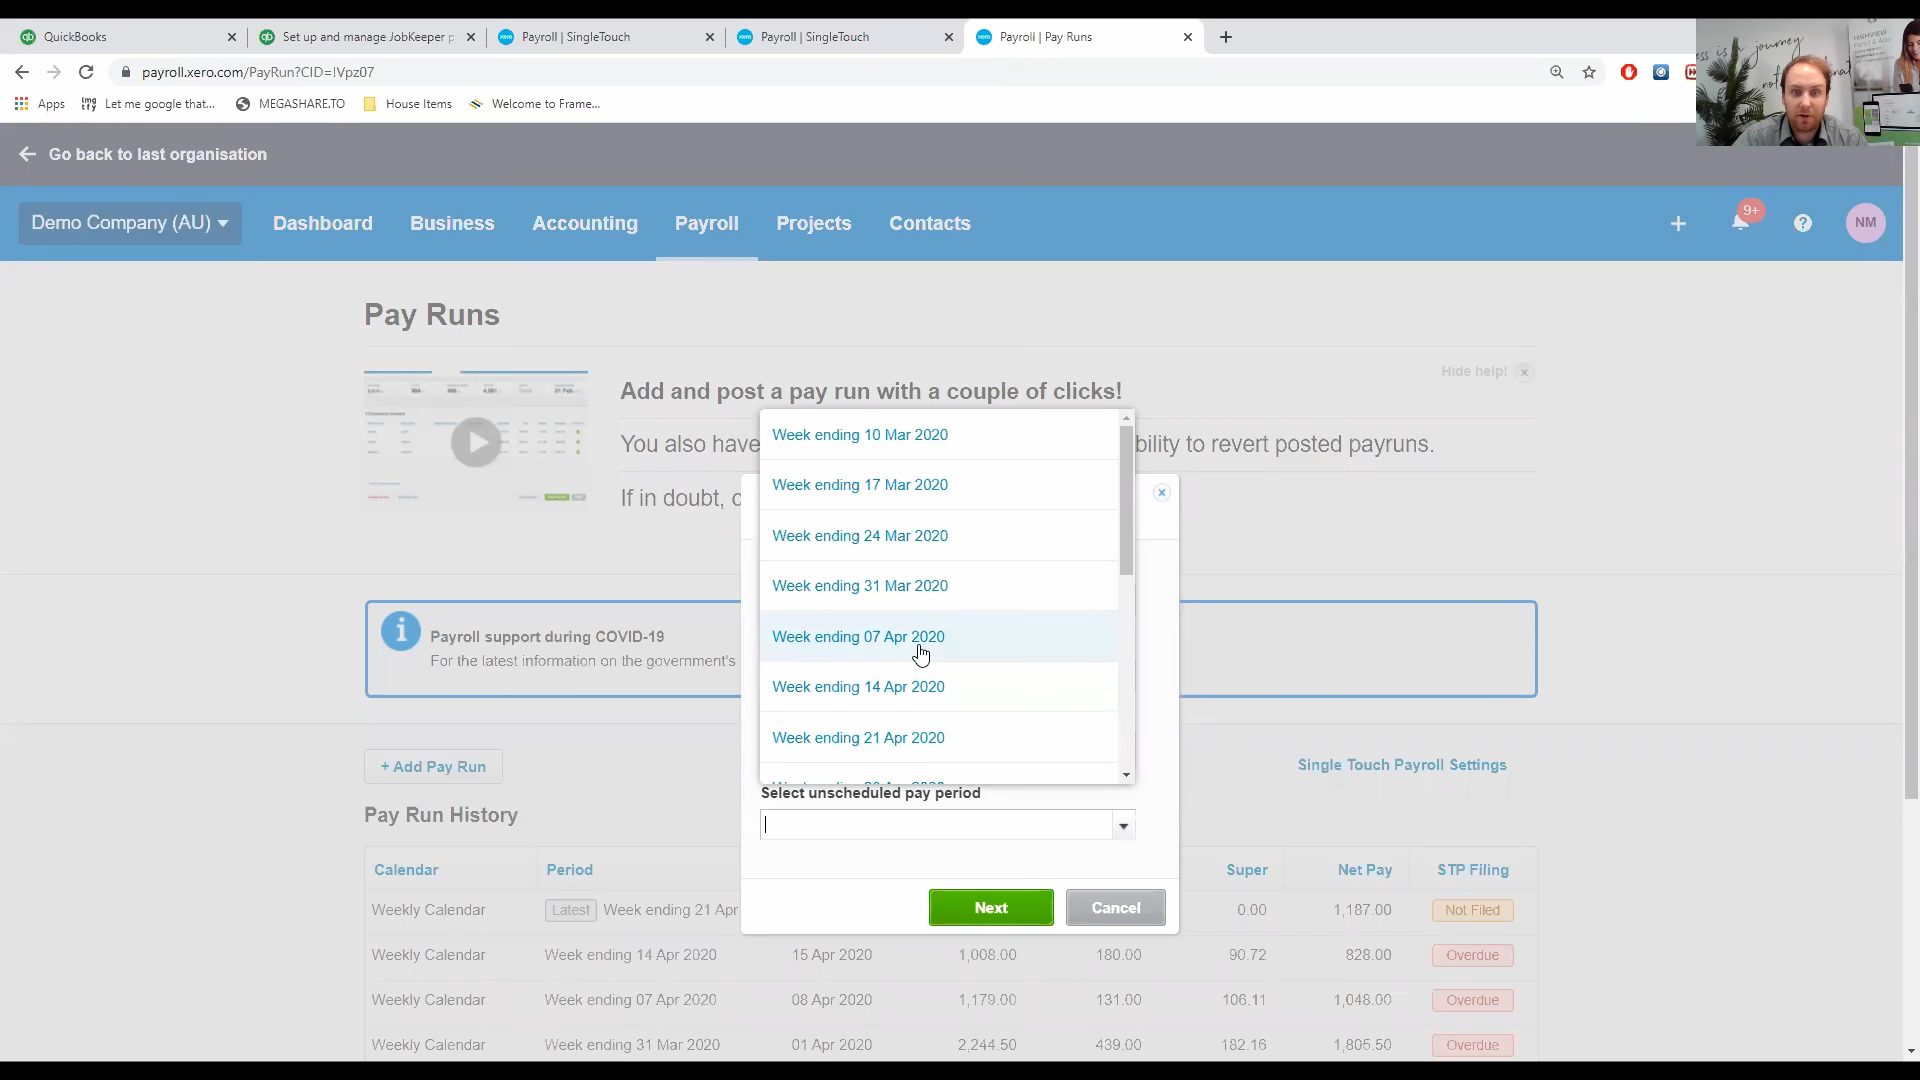 QuickBooks
Set up and manage JobKeeper p
Payroll | SingleTouch
Payroll | SingleTouch
Payroll | Pay Runs
payroll.xero.com/PayRun?CID=!Vpz07
Apps
Let me google that...
MEGASHARE.TO
House Items
Welcome to Frame...
Go back to last organisation
Demo Company (AU)
Dashboard
Business
Accounting
Payroll
Projects
Contacts
9+
NM
Pay Runs
Hide help!
Add and post a pay run with a couple of clicks!
You also have
bility to revert posted payruns.
If in doubt, c
Week ending 10 Mar 2020
Week ending 17 Mar 2020
Week ending 24 Mar 2020
Week ending 31 Mar 2020
Week ending 07 Apr 2020
Week ending 14 Apr 2020
Week ending 21 Apr 2020
Payroll support during COVID-19
For the latest information on the government's
Select unscheduled pay period
Next
Cancel
+ Add Pay Run
Single Touch Payroll Settings
Pay Run History
Calendar Period Super Net Pay STP Filing
Weekly Calendar Latest Week ending 21 Apr 0.00 1,187.00 Not Filed
Weekly Calendar Week ending 14 Apr 2020 15 Apr 2020 1,008.00 180.00 90.72 828.00 Overdue
Weekly Calendar Week ending 07 Apr 2020 08 Apr 2020 1,179.00 131.00 106.11 1,048.00 Overdue
Weekly Calendar Week ending 31 Mar 2020 01 Apr 2020 2,244.50 439.00 182.16 1,805.50 Overdue